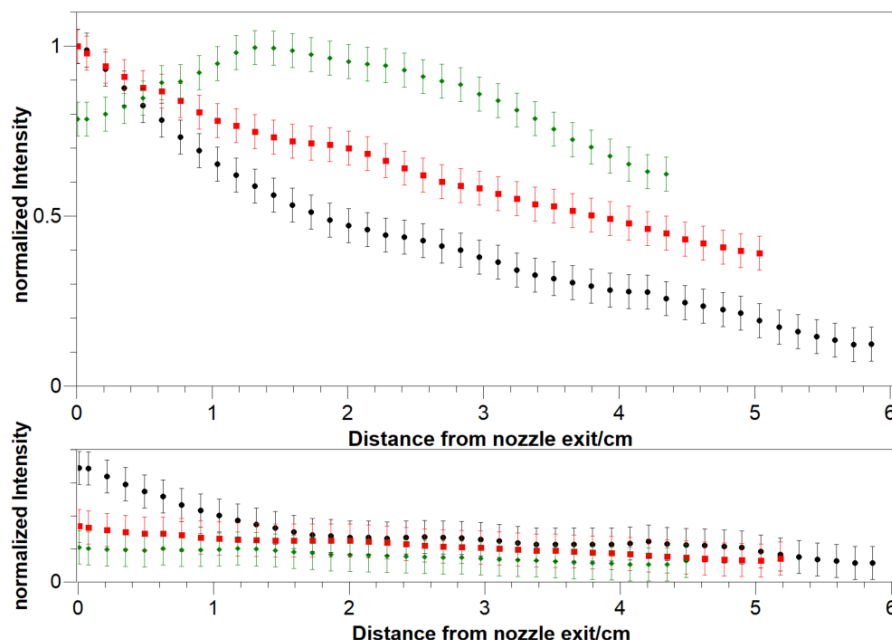 normalized Intensity
1
0.5
0
0 1 2 3 4 5 6
Distance from nozzle exit/cm
normalized Intensity
0
0 1 2 3 4 5 6
Distance from nozzle exit/cm